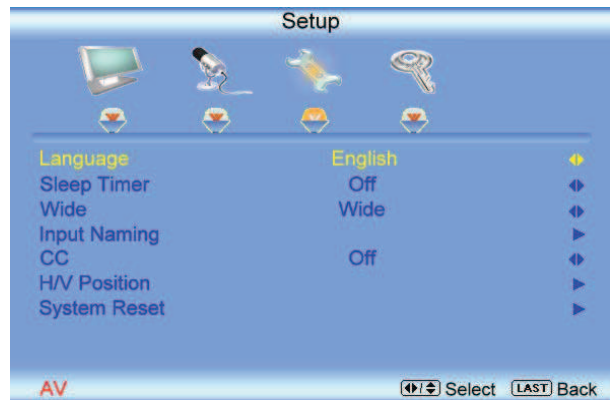 Setup
Language English
Sleep Timer Off
Wide Wide
Input Naming
CC Off
H/V Position
System Reset
AV Select LAST Back